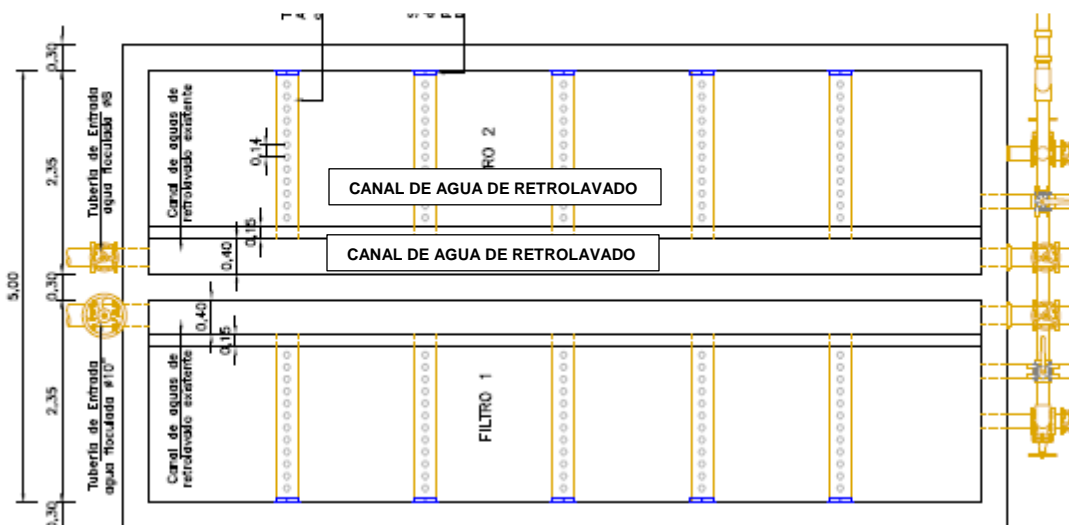 0,30
2,35
0,30
2,35
0,30
5,00
Tubería de Entrada
agua floculada ø8
Canal de aguas de
retrolavado existente
0,14
CANAL DE AGUA DE RETROLAVADO
0,15
0,40
CANAL DE AGUA DE RETROLAVADO
0,40
0,15
Tubería de Entrada
agua floculada ø10"
Canal de aguas de
retrolavado existente
FILTRO 1